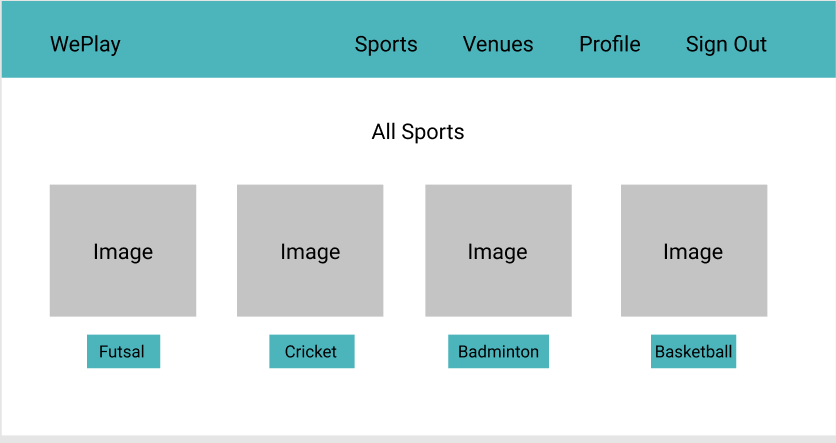 WePlay Sports Venues Profile Sign Out
All Sports
Image Image Image Image
Futsal Cricket Badminton Basketball